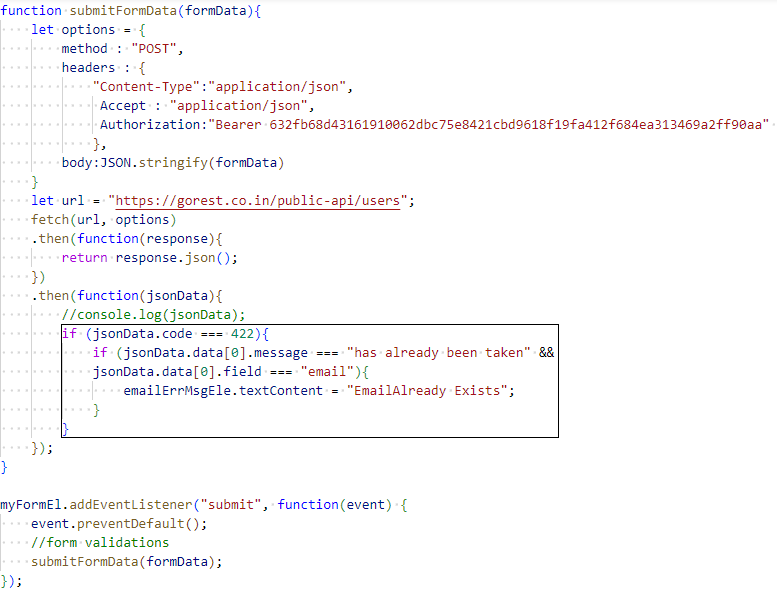 function submitFormData(formData){
let options = {
method : "POST",
headers : {
"Content-Type":"application/json",
Accept : "application/json",
Authorization:"Bearer 632fb68d43161910062dbc75e8421cbd9618f19fa412f684ea313469a2ff90aa"
},
body:JSON.stringify(formData)
}
let url = "https://gorest.co.in/public-api/users";
fetch(url, options)
.then(function(response){
return response.json();
})
.then(function(jsonData){
//console.log(jsonData);
if (jsonData.code === 422){
if (jsonData.data[0].message === "has already been taken" &&
jsonData.data[0].field === "email"){
emailErrMsgEle.textContent = "EmailAlready Exists";
}
}
});
}
myFormEl.addEventListener("submit", function(event) {
event.preventDefault();
//form validations
submitFormData(formData);
});